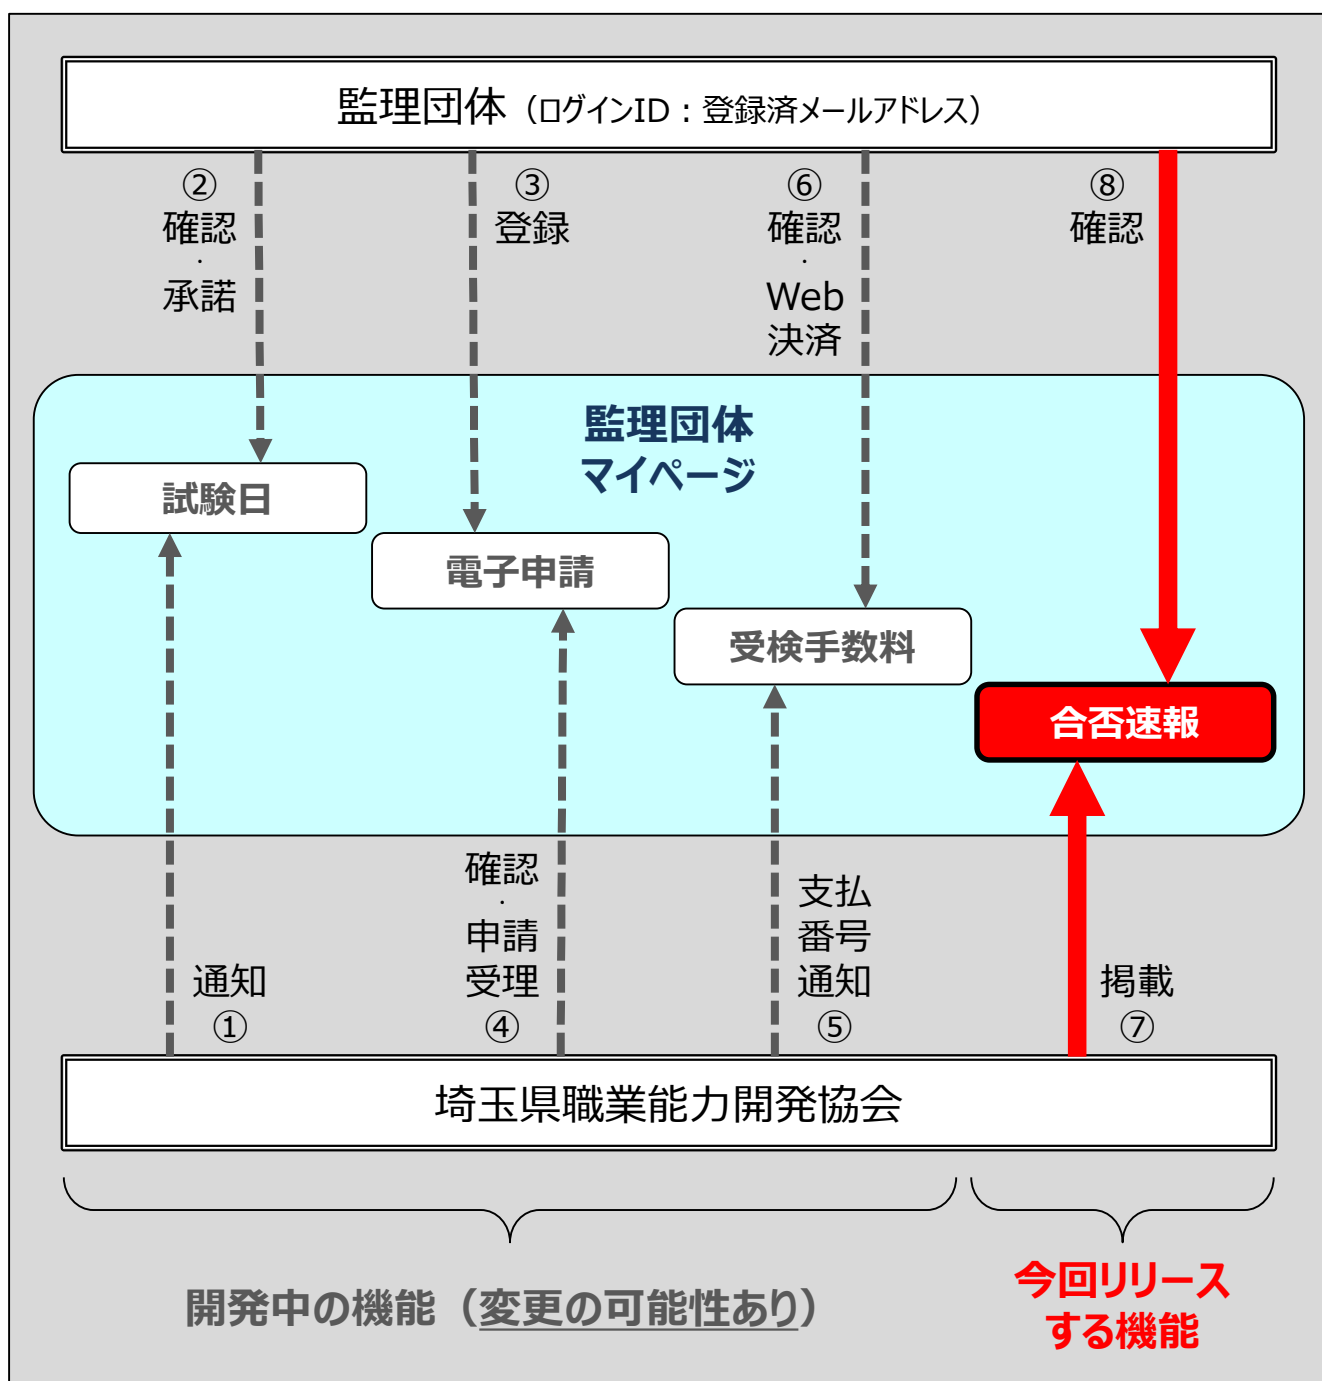 監理団体（ログインID：登録済メールアドレス）
②
確認
・
承諾
③
登録
⑥
確認
・
Web
決済
⑧
確認
監理団体
マイページ
試験日
電子申請
受検手数料
合否速報
通知
①
確認
・
申請
受理
④
支払
番号
通知
⑤
掲載
⑦
埼玉県職業能力開発協会
開発中の機能（変更の可能性あり）
今回リリース
する機能